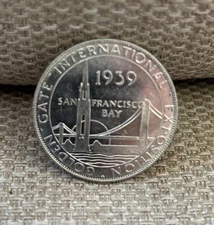 GOLDEN GATE INTERNATIONAL EXPOSITION
1939
SAN FRANCISCO
BAY